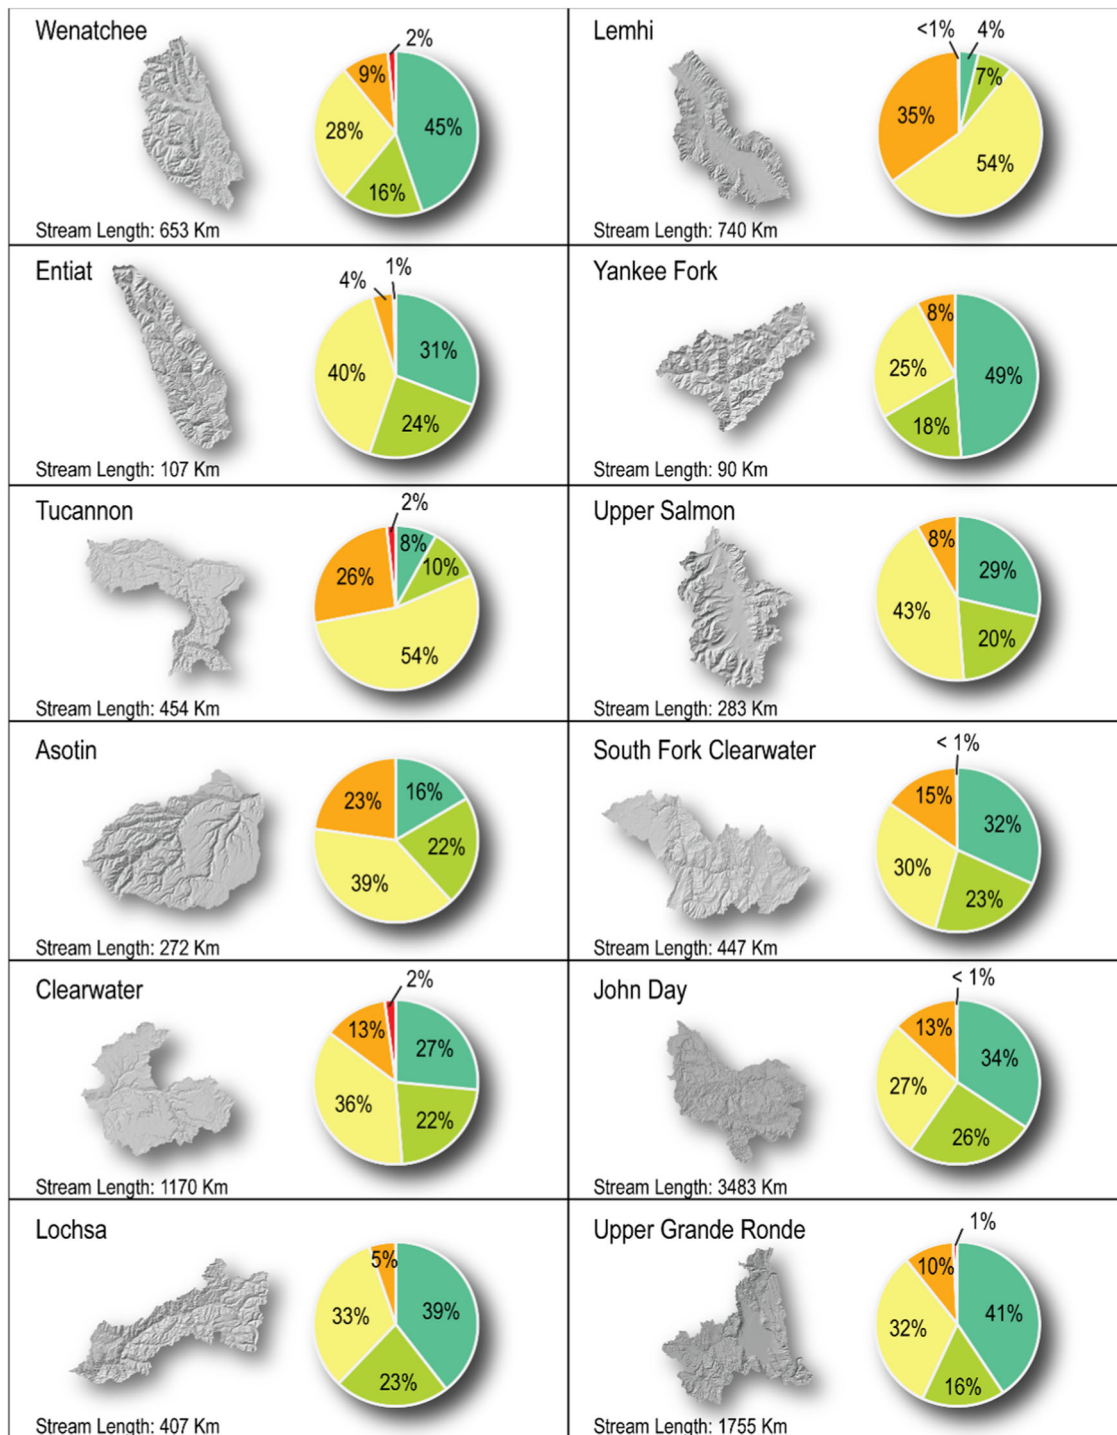 Wenatchee
2%
9%
45%
28%
16%
Stream Length: 653 Km
Lemhi
<1%
4%
7%
35%
54%
Stream Length: 740 Km
Entiat
4%
1%
31%
40%
24%
Stream Length: 107 Km
Yankee Fork
8%
49%
25%
18%
Stream Length: 90 Km
Tucannon
2%
8%
10%
26%
54%
Stream Length: 454 Km
Upper Salmon
8%
29%
43%
20%
Stream Length: 283 Km
Asotin
23%
16%
22%
39%
Stream Length: 272 Km
South Fork Clearwater
< 1%
15%
32%
30%
23%
Stream Length: 447 Km
Clearwater
2%
13%
27%
36%
22%
Stream Length: 1170 Km
John Day
< 1%
13%
34%
27%
26%
Stream Length: 3483 Km
Lochsa
5%
39%
33%
23%
Stream Length: 407 Km
Upper Grande Ronde
1%
10%
41%
32%
16%
Stream Length: 1755 Km